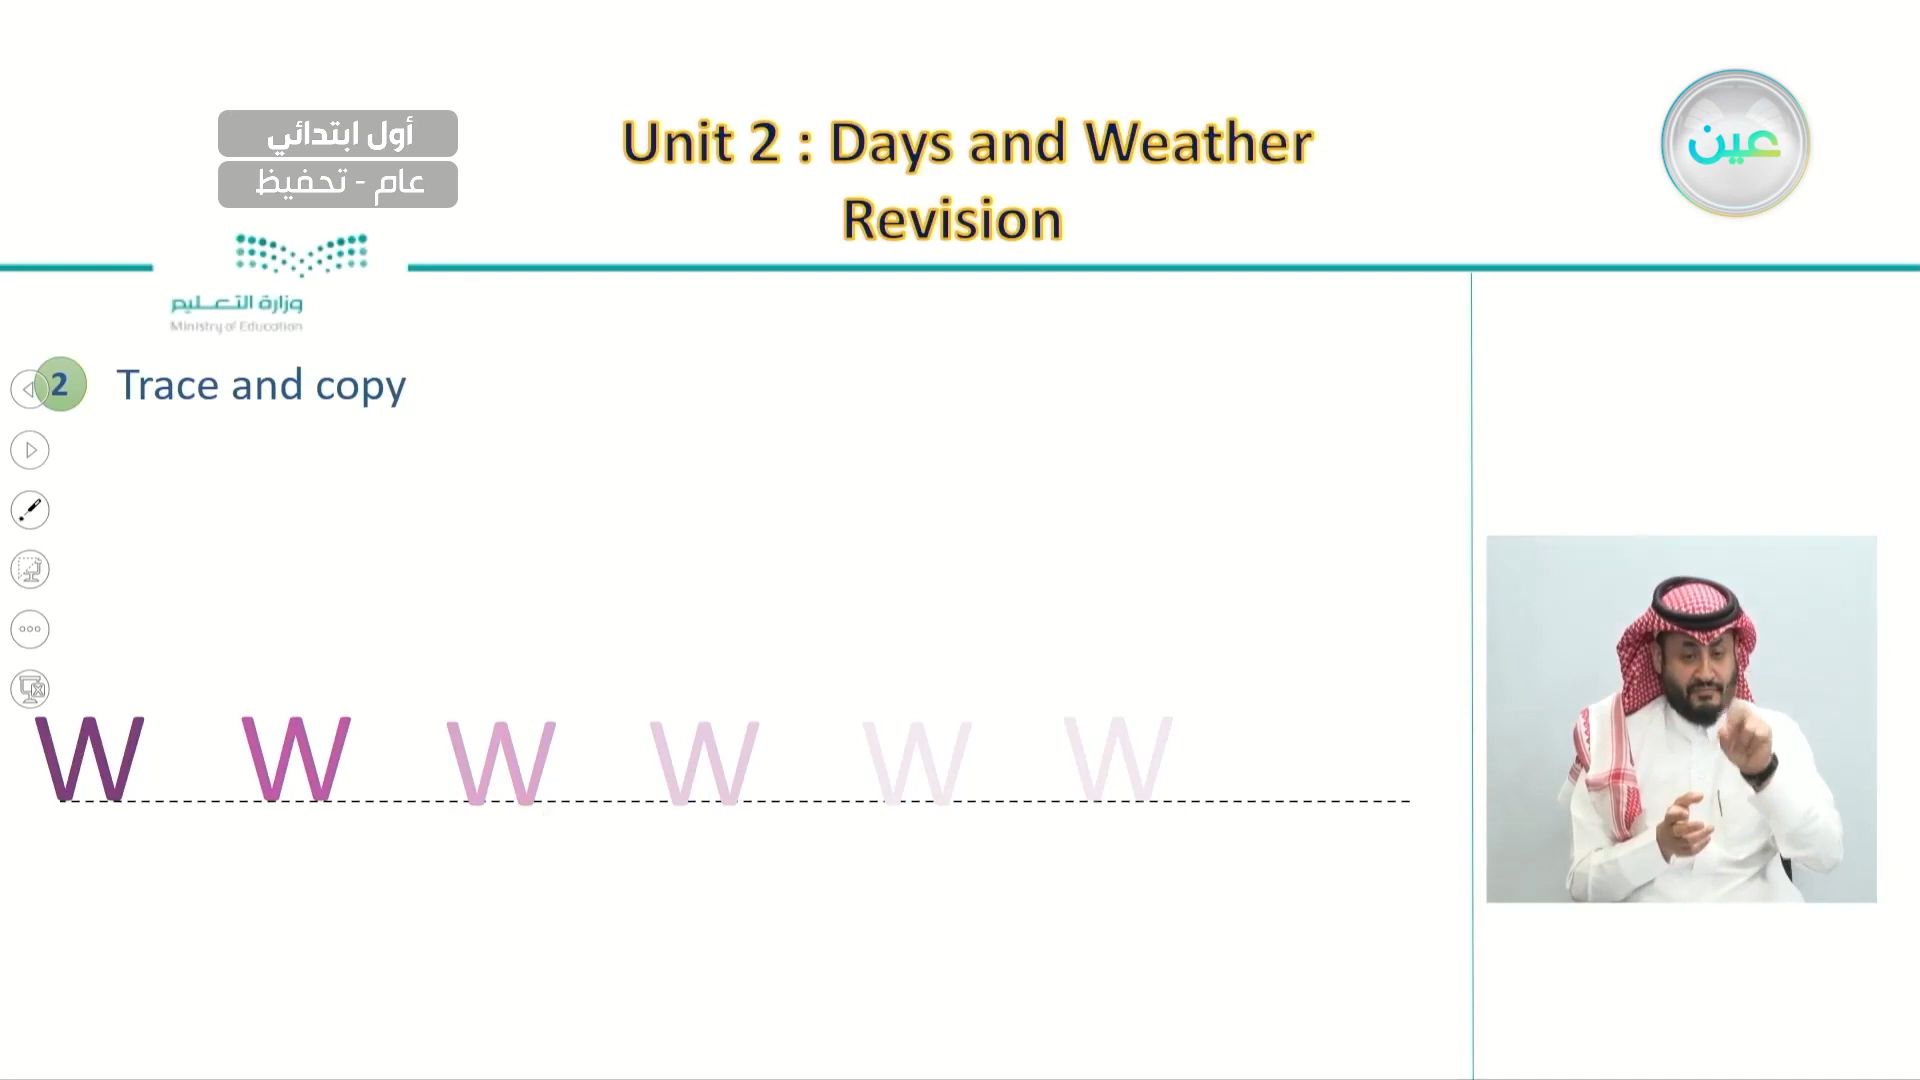 أول ابتدائي
عام - تحفيظ
Unit 2 : Days and Weather
Revision
عين
وزارة التعليم
Ministry of Education
2 Trace and copy
W W W W W W